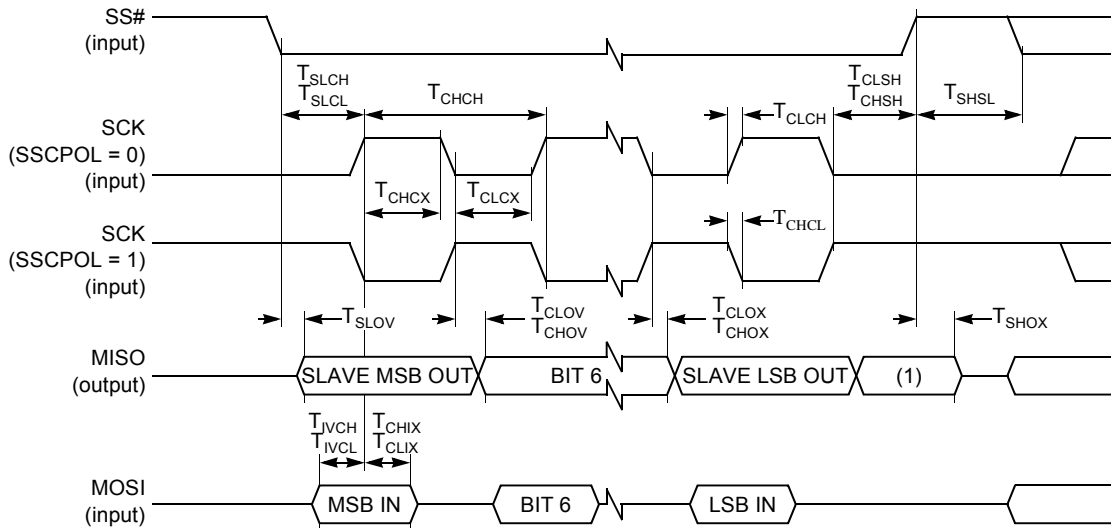 SS#
(input)
TSLCH
TSLCL
TCHCH
TCLCH
TCLSH
TCHSH
TSHSL
SCK
(SSCPOL = 0)
(input)
TCHCX
TCLCX
TCHCL
SCK
(SSCPOL = 1)
(input)
TSLOV
TCLOV
TCHOV
TCLOX
TCHOX
TSHOX
MISO
(output)
SLAVE MSB OUT
BIT 6
SLAVE LSB OUT
(1)
TIVCH
TIVCL
TCHIX
TCLIX
MOSI
(input)
MSB IN
BIT 6
LSB IN